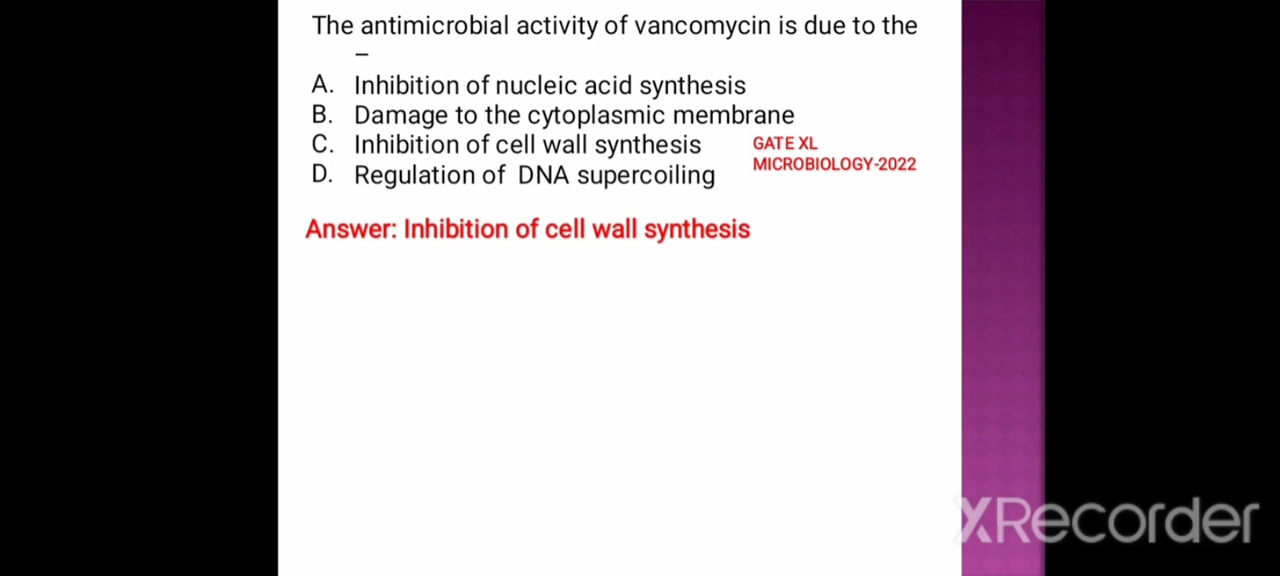 The antimicrobial activity of vancomycin is due to the
–
A. Inhibition of nucleic acid synthesis
B. Damage to the cytoplasmic membrane
C. Inhibition of cell wall synthesis
D. Regulation of DNA supercoiling
GATE XL
MICROBIOLOGY-2022
Answer: Inhibition of cell wall synthesis
XRecorder